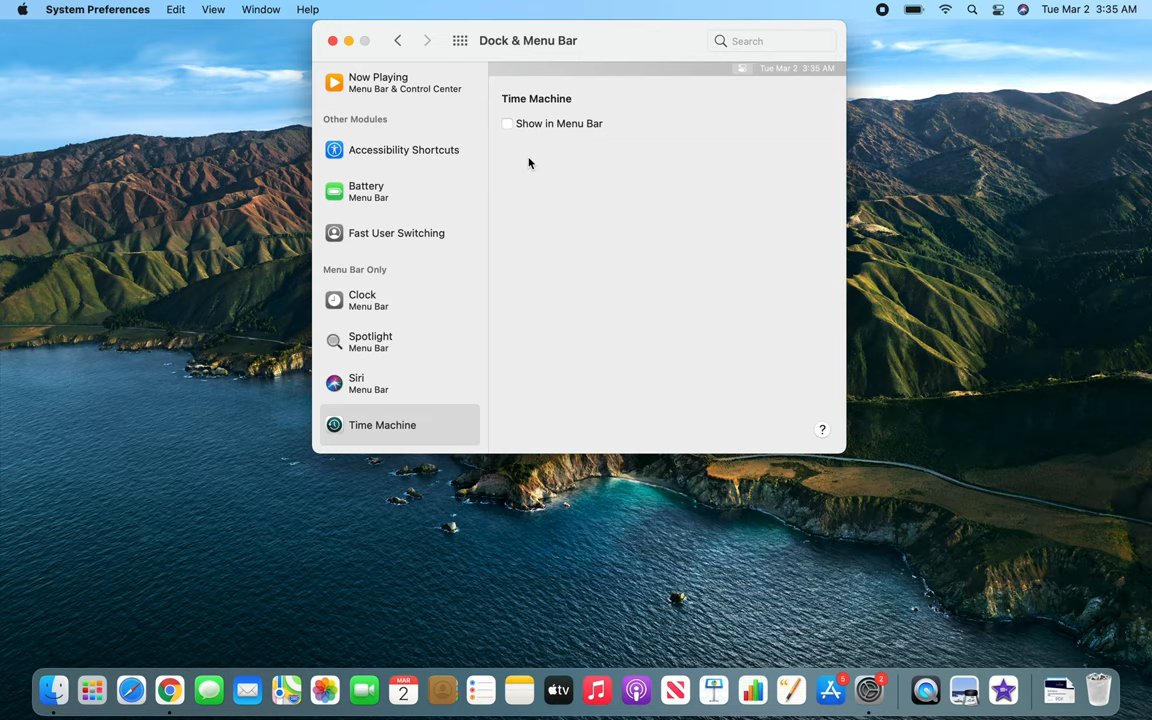 System Preferences Edit View Window Help Tue Mar 2 3:35 AM
Dock & Menu Bar Search
Tue Mar 2 3:35 AM
Now Playing
Menu Bar & Control Center
Other Modules
Accessibility Shortcuts
Battery
Menu Bar
Fast User Switching
Menu Bar Only
Clock
Menu Bar
Spotlight
Menu Bar
Siri
Menu Bar
Time Machine
Time Machine
Show in Menu Bar
?
MAR
2
tv
5
2